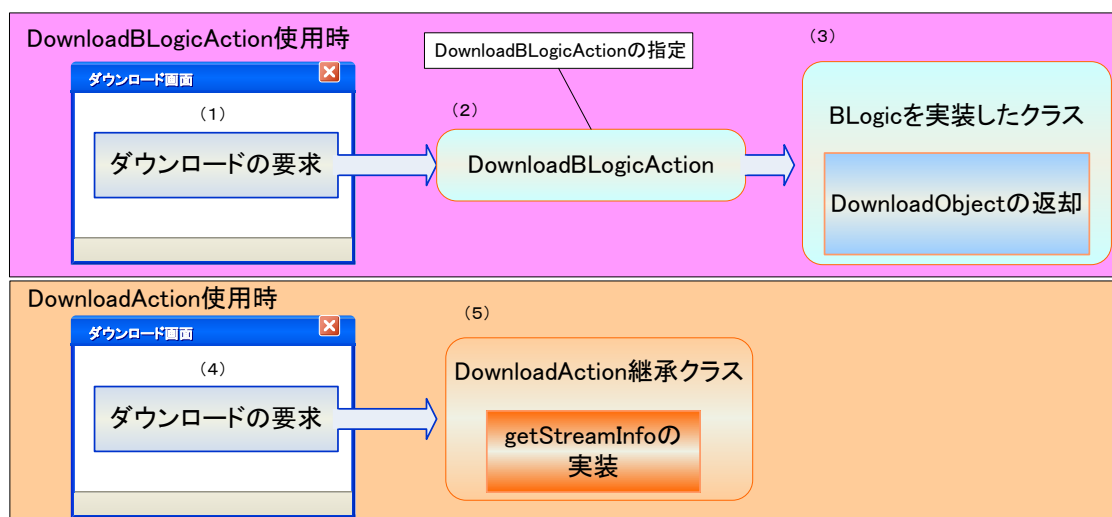 DownloadBLogicAction使用時
ダウンロード画面
(1)
ダウンロードの要求
DownloadBLogicActionの指定
(2)
DownloadBLogicAction
(3)
BLogicを実装したクラス
DownloadObjectの返却
DownloadAction使用時
ダウンロード画面
(4)
ダウンロードの要求
(5)
DownloadAction継承クラス
getStreamInfoの
実装